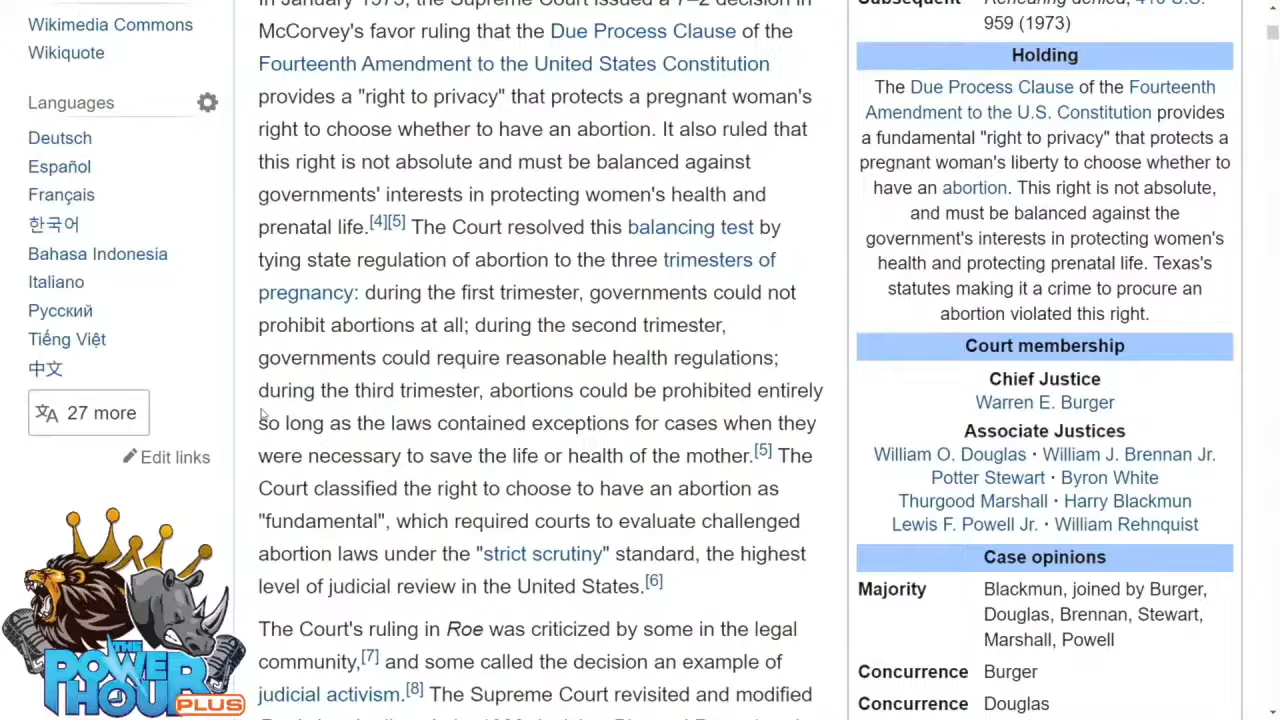 Wikimedia Commons
Wikiquote
Languages
Deutsch
Español
Français
한국어
Bahasa Indonesia
Italiano
Русский
Tiếng Việt
中文
27 more
Edit links
In January 1973, the Supreme Court issued a 7–2 decision in
McCorvey's favor ruling that the Due Process Clause of the
Fourteenth Amendment to the United States Constitution
provides a "right to privacy" that protects a pregnant woman's
right to choose whether to have an abortion. It also ruled that
this right is not absolute and must be balanced against
governments' interests in protecting women's health and
prenatal life.[4][5] The Court resolved this balancing test by
tying state regulation of abortion to the three trimesters of
pregnancy: during the first trimester, governments could not
prohibit abortions at all; during the second trimester,
governments could require reasonable health regulations;
during the third trimester, abortions could be prohibited entirely
so long as the laws contained exceptions for cases when they
were necessary to save the life or health of the mother.[5] The
Court classified the right to choose to have an abortion as
"fundamental", which required courts to evaluate challenged
abortion laws under the "strict scrutiny" standard, the highest
level of judicial review in the United States.[6]
The Court's ruling in Roe was criticized by some in the legal
community,[7] and some called the decision an example of
judicial activism.[8] The Supreme Court revisited and modified
Subsequent Rehearing denied, 410 U.S.
959 (1973)
Holding
The Due Process Clause of the Fourteenth
Amendment to the U.S. Constitution provides
a fundamental "right to privacy" that protects a
pregnant woman's liberty to choose whether to
have an abortion. This right is not absolute,
and must be balanced against the
government's interests in protecting women's
health and protecting prenatal life. Texas's
statutes making it a crime to procure an
abortion violated this right.
Court membership
Chief Justice
Warren E. Burger
Associate Justices
William O. Douglas · William J. Brennan Jr.
Potter Stewart · Byron White
Thurgood Marshall · Harry Blackmun
Lewis F. Powell Jr. · William Rehnquist
Case opinions
Majority Blackmun, joined by Burger,
Douglas, Brennan, Stewart,
Marshall, Powell
Concurrence Burger
Concurrence Douglas
THE
POWER
HOUR
PLUS